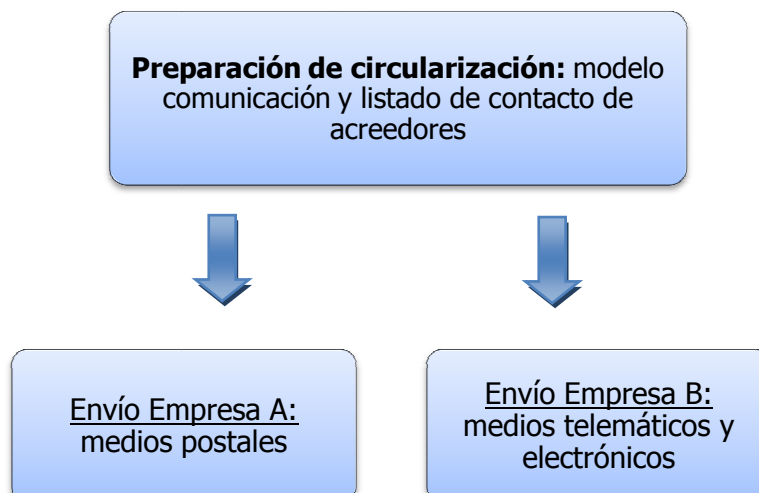 Preparación de circularización: modelo
comunicación y listado de contacto de
acreedores
Envío Empresa A:
medios postales
Envío Empresa B:
medios telemáticos y
electrónicos